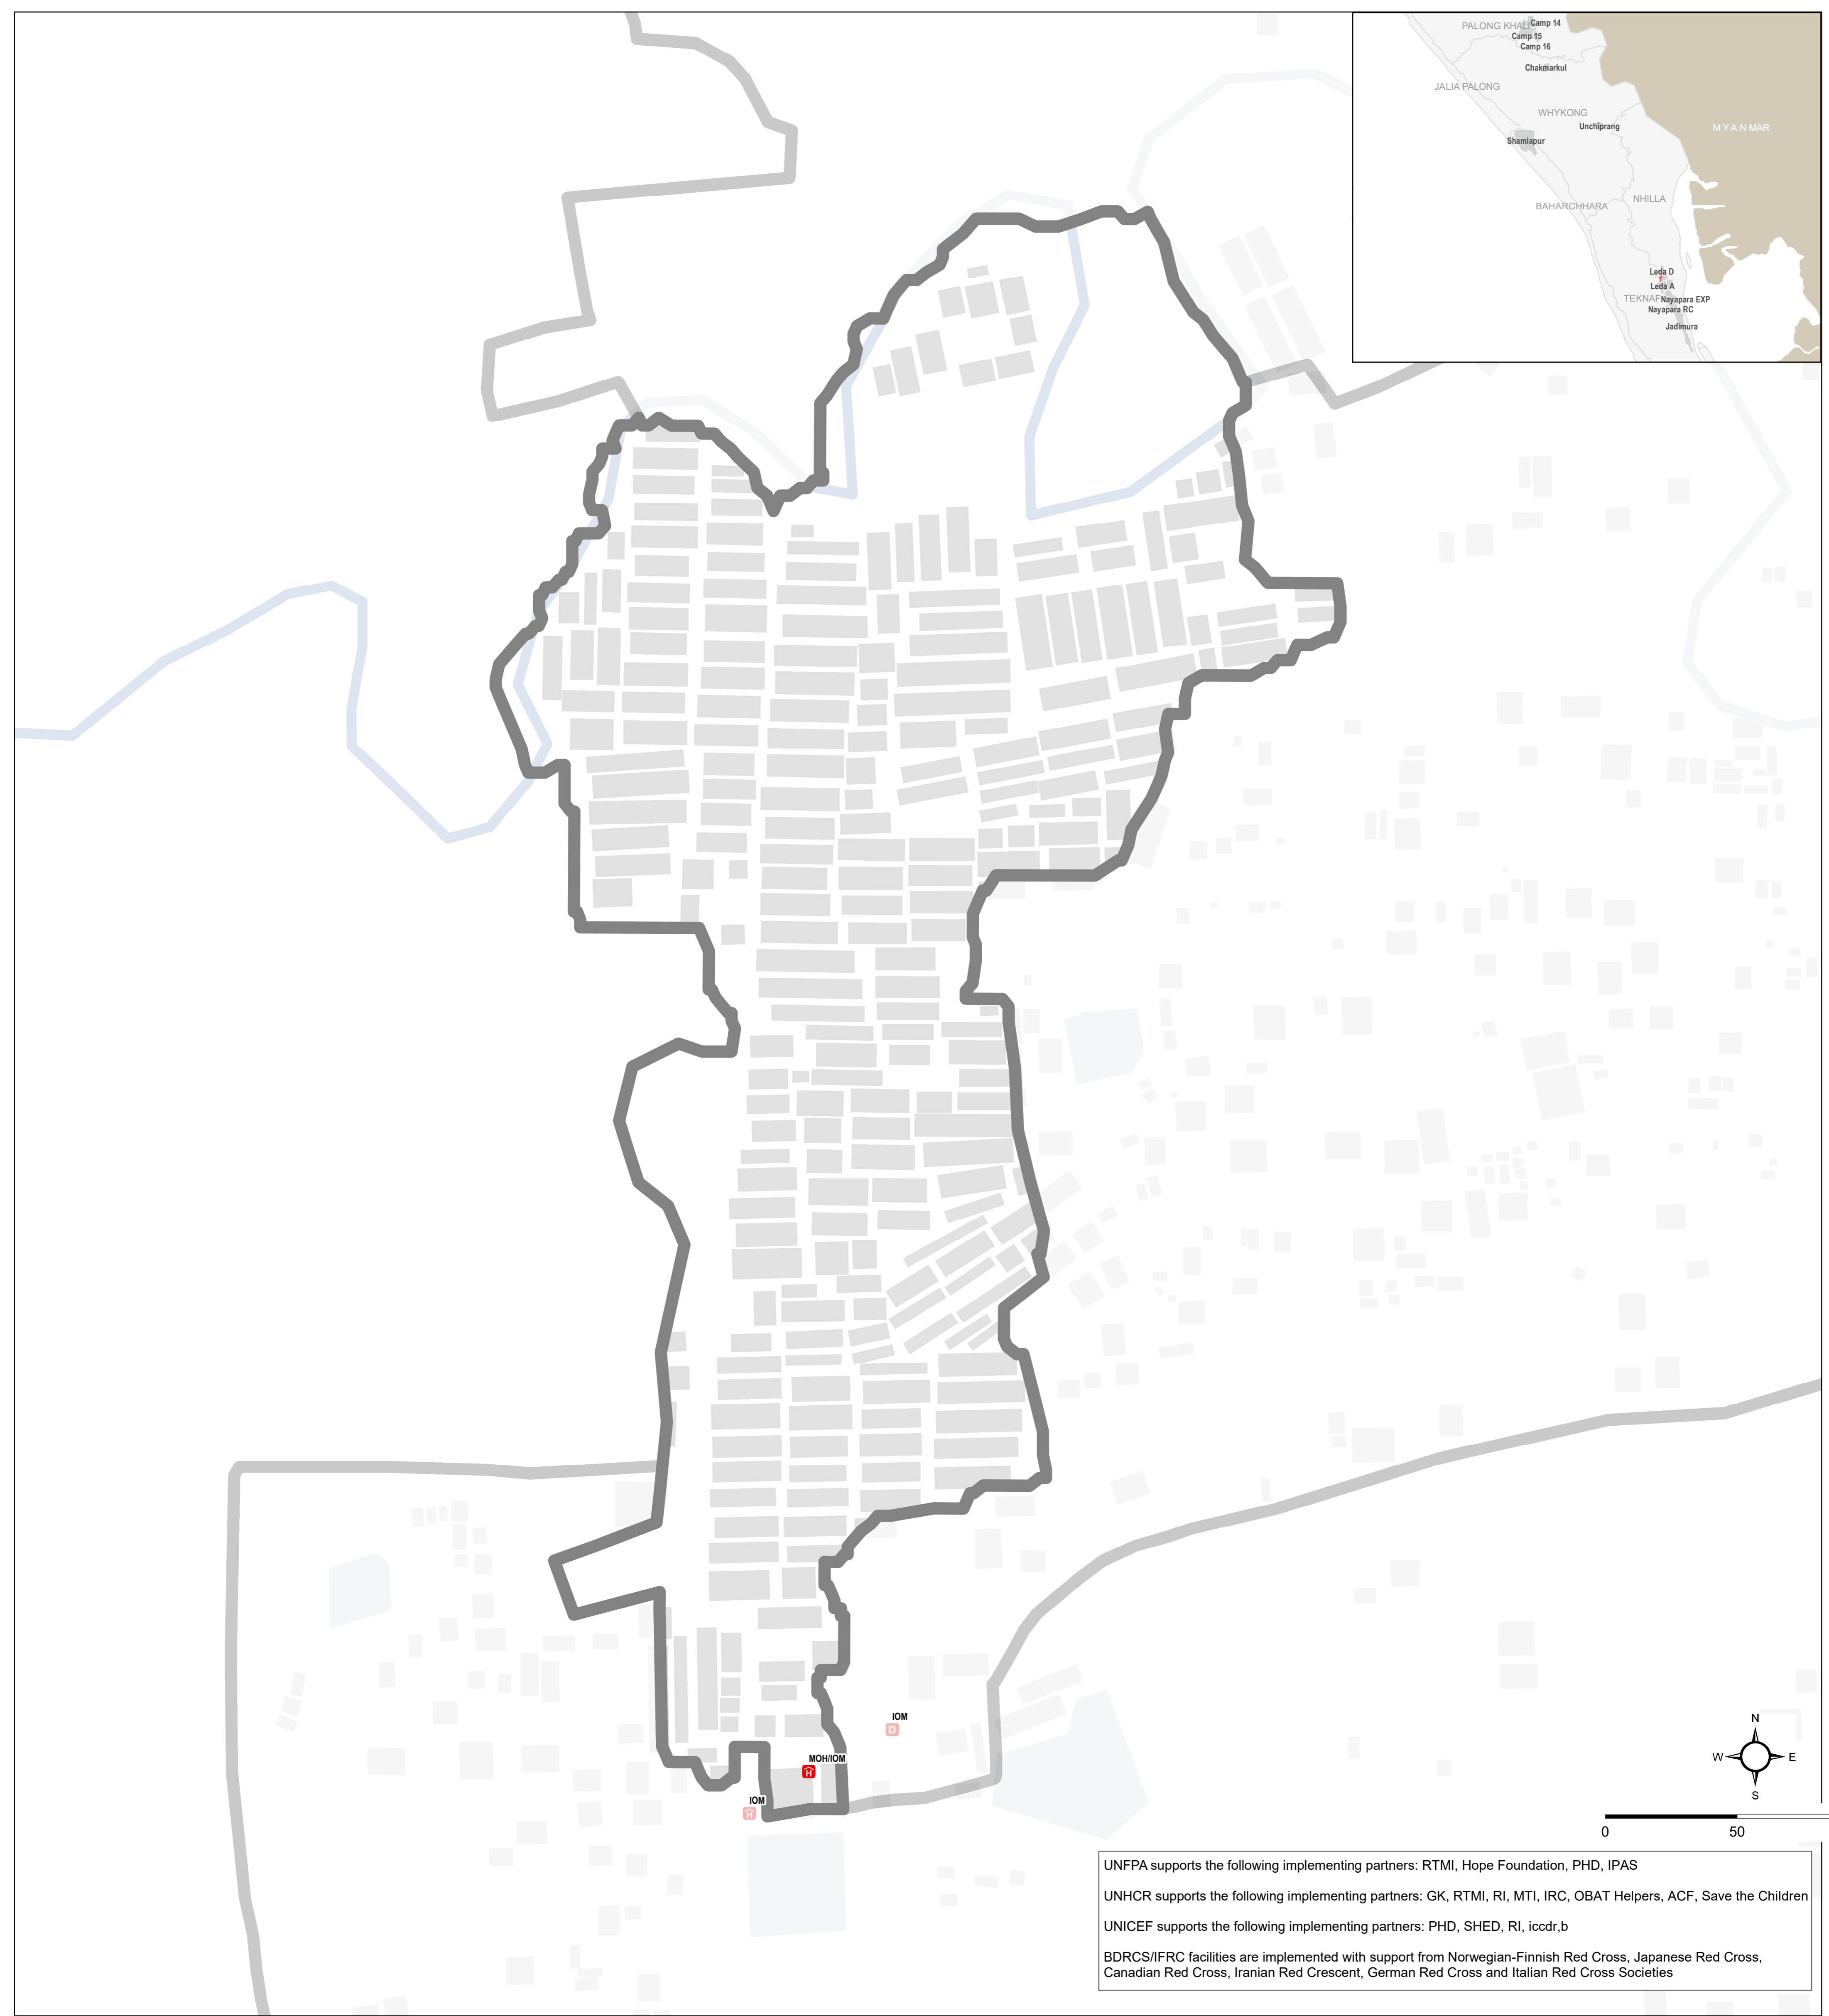 PALONG KHALI
Camp 14
Camp 15
Camp 16
Chakmarkul
JALIA PALONG
WHYKONG
Unchiprang
MYANMAR
Shamlapur
NHILLA
BAHARCHHARA
Leda D
Leda A
TEKNAF
Nayapara EXP
Nayapara RC
Jadimura
IOM
D
MOH/IOM
H
IOM
H
N
W E
S
0 50
UNFPA supports the following implementing partners: RTMI, Hope Foundation, PHD, IPAS
UNHCR supports the following implementing partners: GK, RTMI, RI, MTI, IRC, OBAT Helpers, ACF, Save the Children
UNICEF supports the following implementing partners: PHD, SHED, RI, iccdr,b
BDRCS/IFRC facilities are implemented with support from Norwegian-Finnish Red Cross, Japanese Red Cross,
Canadian Red Cross, Iranian Red Crescent, German Red Cross and Italian Red Cross Societies